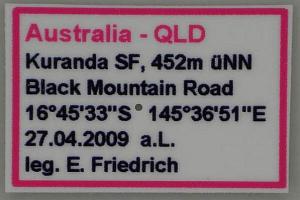 Australia - QLD
Kuranda SF, 452m üNN
Black Mountain Road
16°45'33"S 145°36'51"E
27.04.2009 a.L.
leg. E. Friedrich